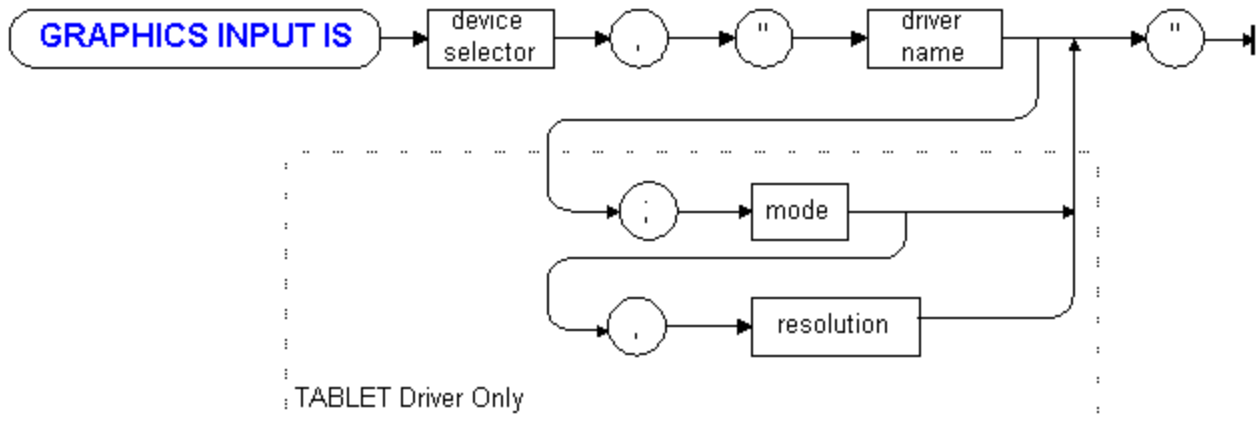 GRAPHICS INPUT IS
device
selector
,
"
driver
name
"
;
mode
,
resolution
TABLET Driver Only